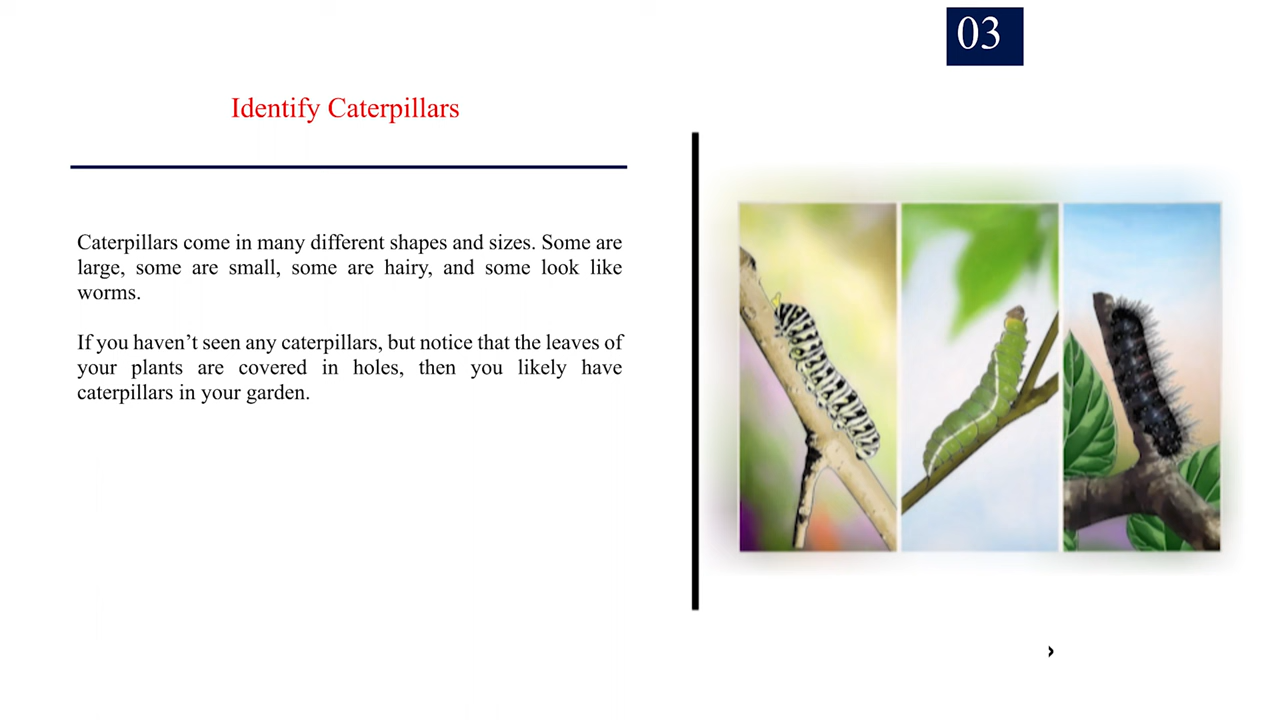 03
Identify Caterpillars
Caterpillars come in many different shapes and sizes. Some are
large, some are small, some are hairy, and some look like
worms.
If you haven’t seen any caterpillars, but notice that the leaves of
your plants are covered in holes, then you likely have
caterpillars in your garden.
›